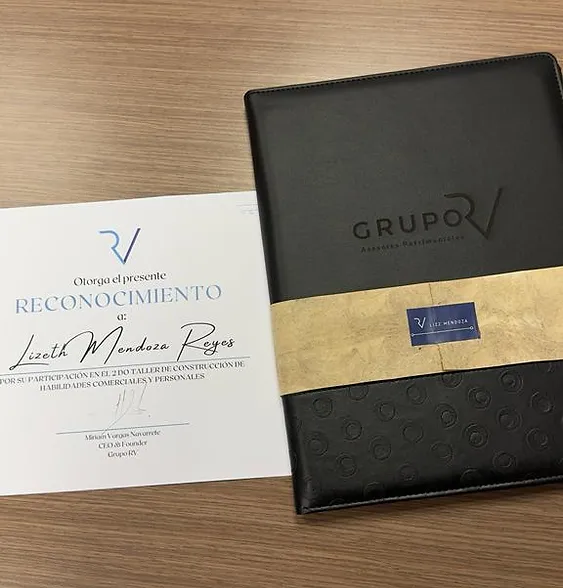 RV
Otorga el presente
RECONOCIMIENTO
a:
Lizeth Mendoza Reyes
POR SU PARTICIPACIÓN EN EL 2 DO TALLER DE CONSTRUCCIÓN DE
HABILIDADES COMERCIALES Y PERSONALES
Miriam Vargas Navarrete
CEO & Founder
Grupo RV
GRUPO RV
Asesores Patrimoniales
RV LIZZ MENDOZA